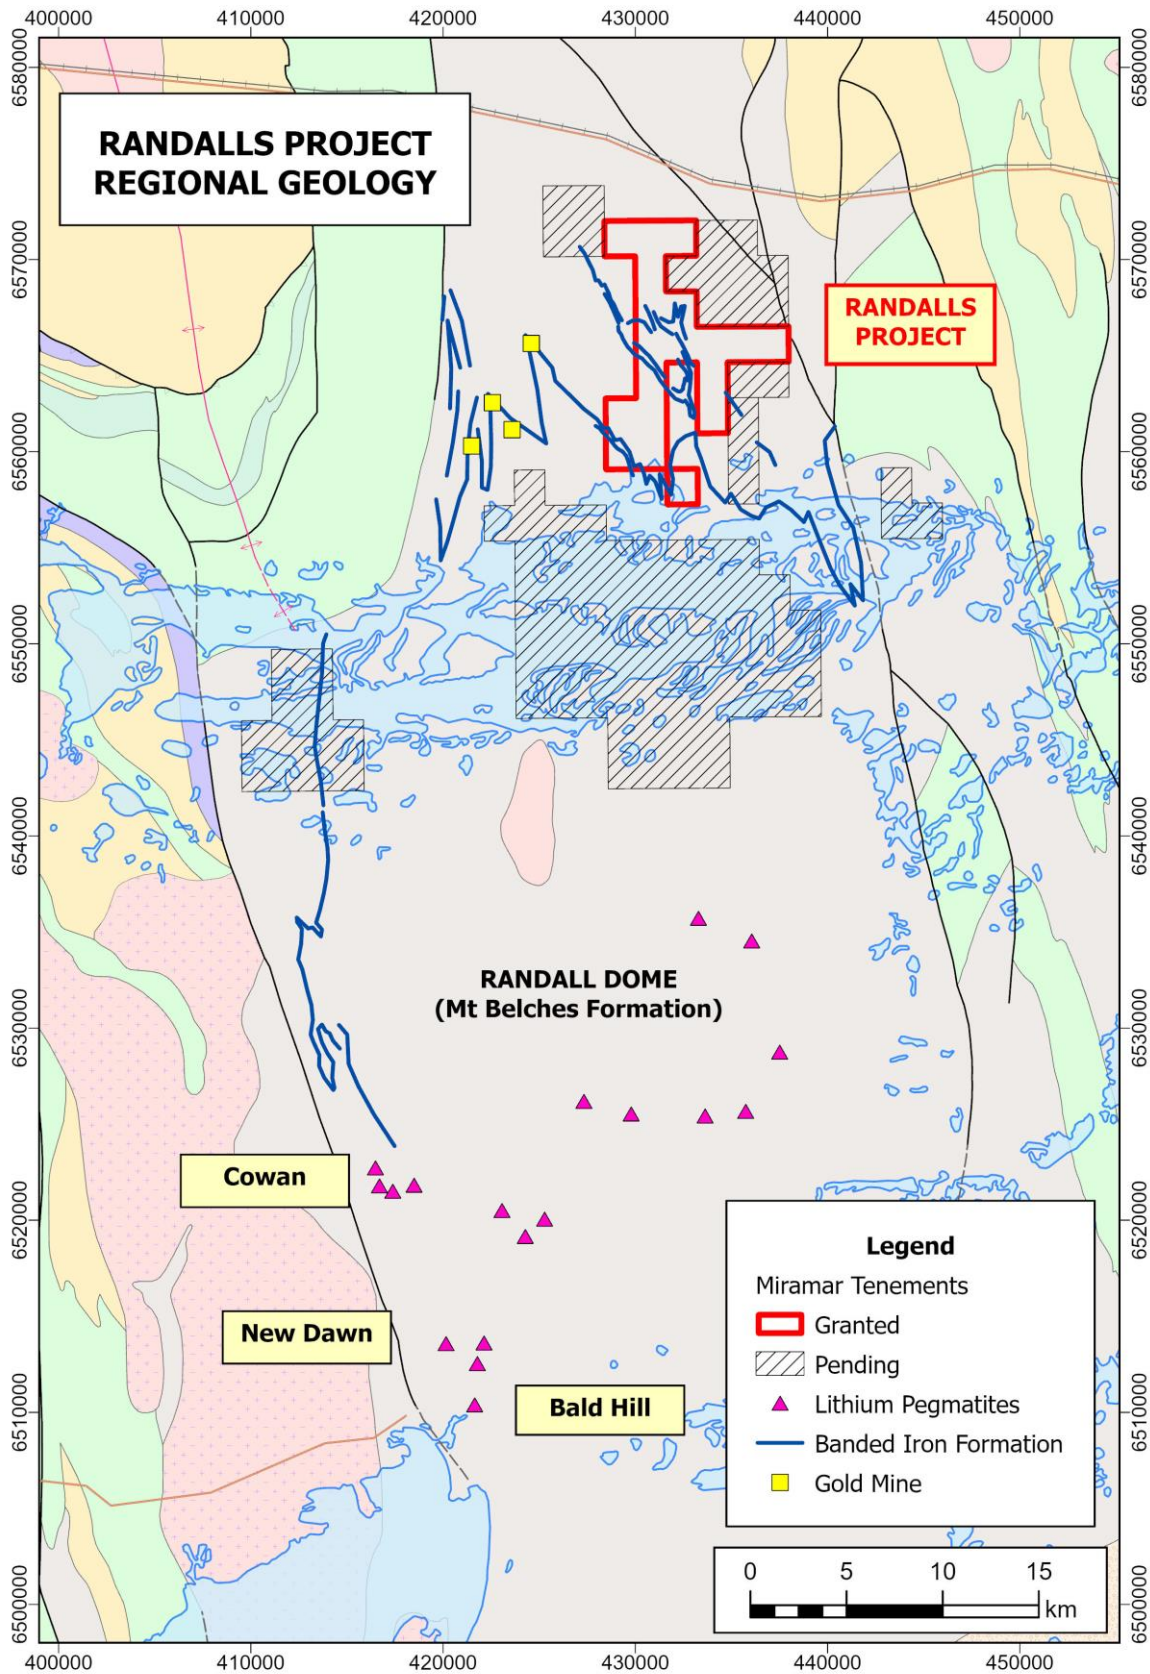 400000
410000
420000
430000
440000
450000
6580000
6580000
RANDALLS PROJECT
REGIONAL GEOLOGY
6570000
6570000
RANDALLS
PROJECT
6560000
6560000
6550000
6550000
6540000
6540000
RANDALL DOME
(Mt Belches Formation)
6530000
6530000
Cowan
6520000
6520000
New Dawn
Bald Hill
6510000
6510000
Legend
Miramar Tenements
Granted
Pending
Lithium Pegmatites
Banded Iron Formation
Gold Mine
0
5
10
15
km
6500000
6500000
400000
410000
420000
430000
440000
450000